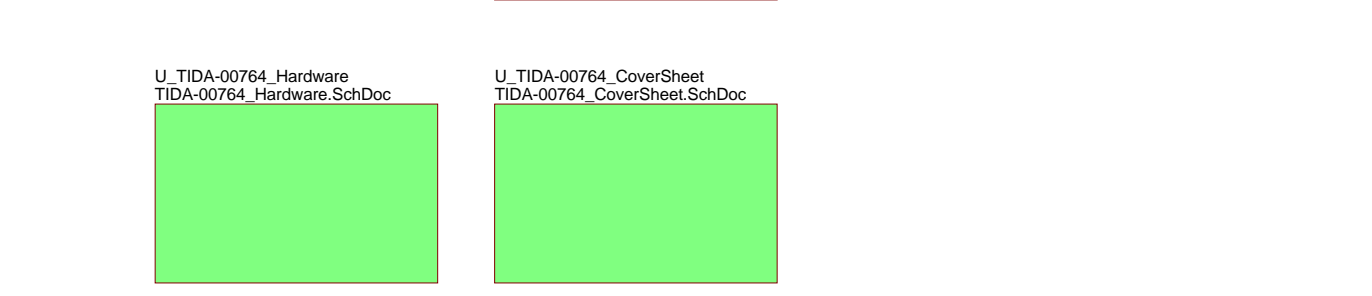 U_TIDA-00764_Hardware
TIDA-00764_Hardware.SchDoc
U_TIDA-00764_CoverSheet
TIDA-00764_CoverSheet.SchDoc